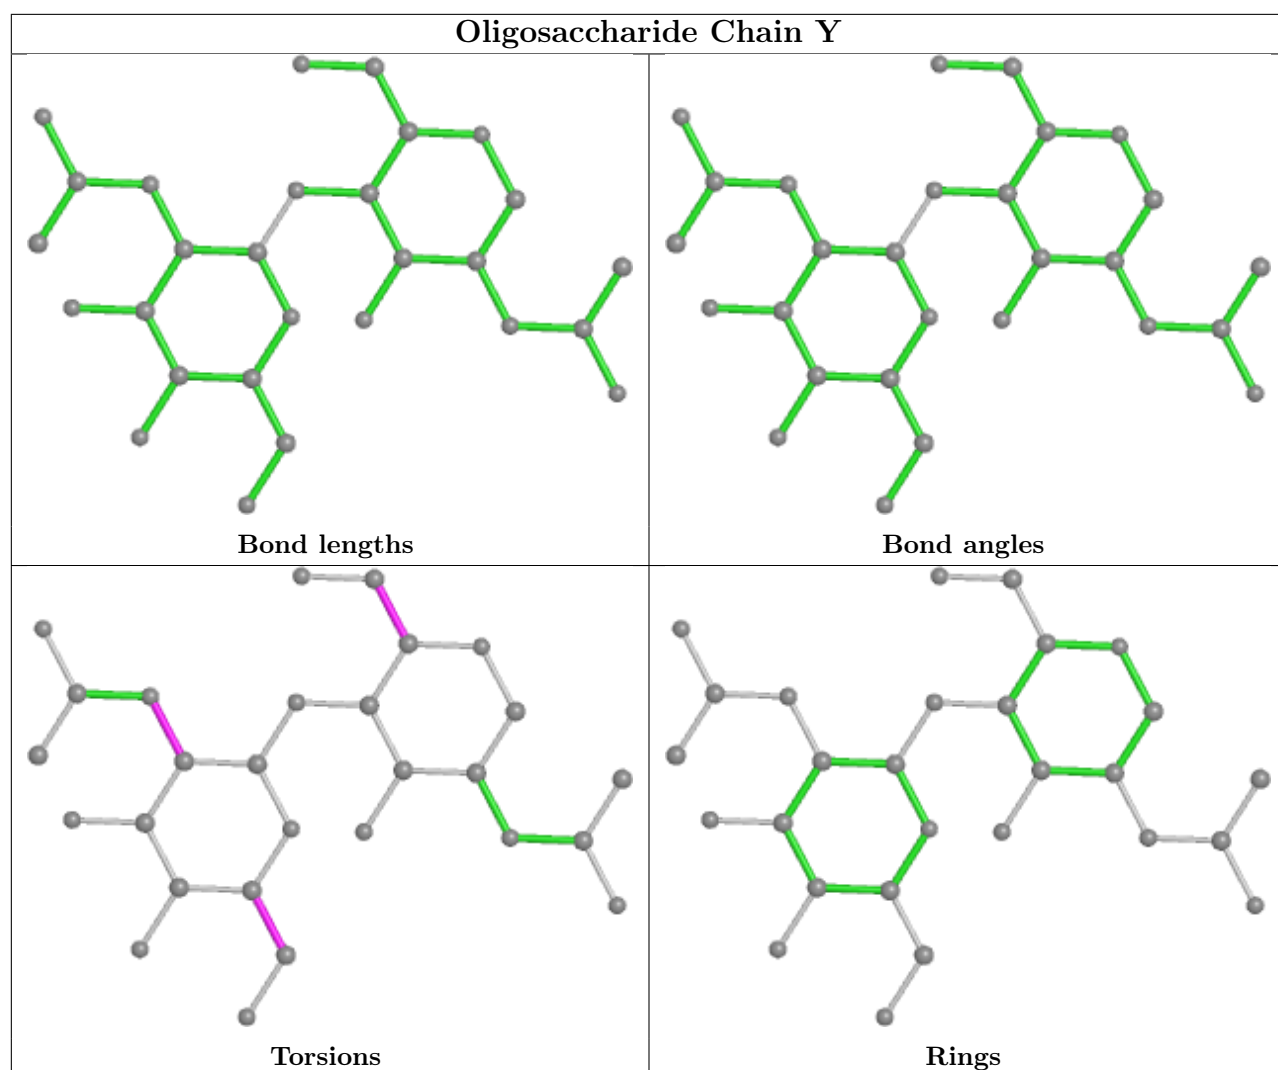 Oligosaccharide Chain Y
Bond lengths
Bond angles
Torsions
Rings